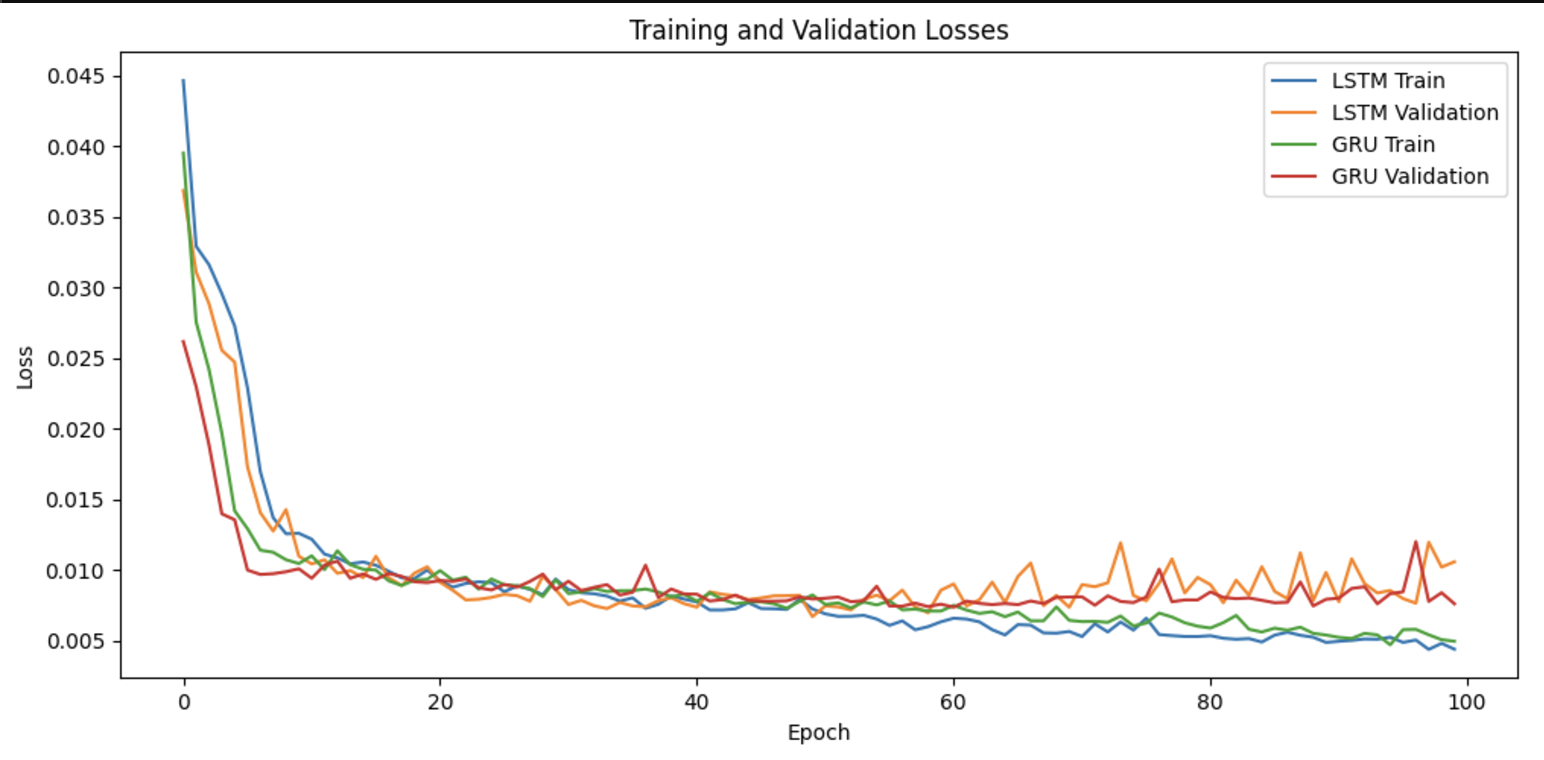 Training and Validation Losses
LSTM Train
LSTM Validation
GRU Train
GRU Validation
0.045
0.040
0.035
0.030
0.025
0.020
0.015
0.010
0.005
Loss
0 20 40 60 80 100
Epoch